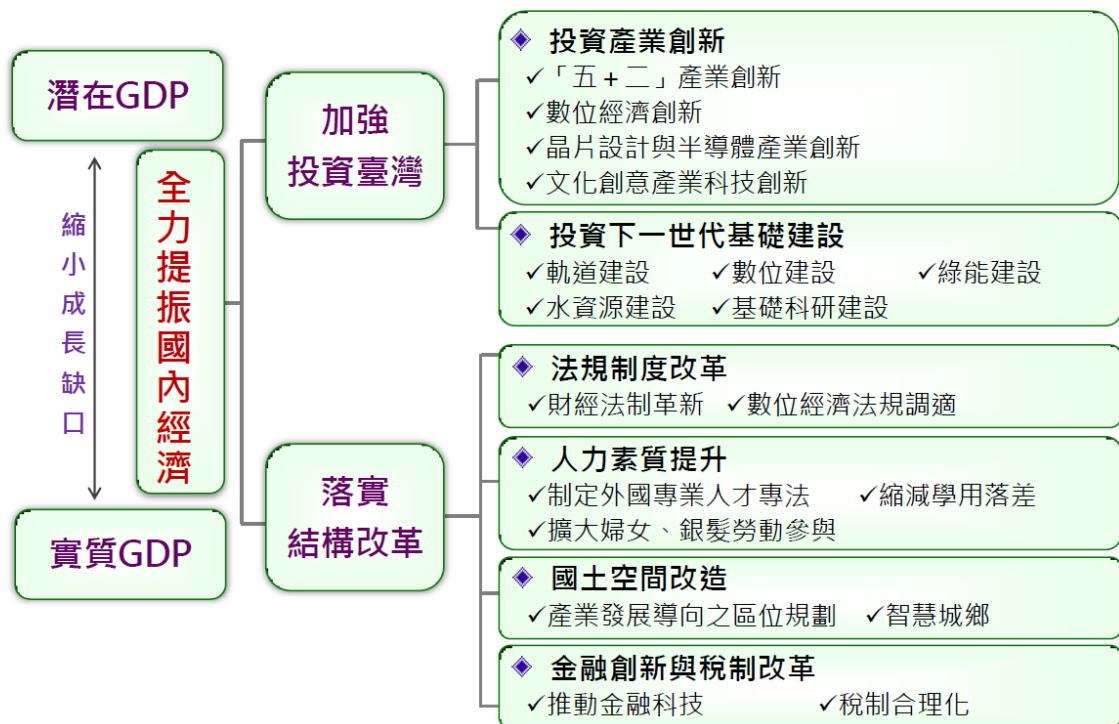 潛在GDP
縮小成長缺口
實質GDP
全力提振國內經濟
加強
投資臺灣
投資產業創新
✓「五+二」產業創新
✓數位經濟創新
✓晶片設計與半導體產業創新
✓文化創意產業科技創新
投資下一世代基礎建設
✓軌道建設 ✓數位建設 ✓綠能建設
✓水資源建設 ✓基礎科研建設
落實
結構改革
法規制度改革
✓財經法制革新 ✓數位經濟法規調適
人力素質提升
✓制定外國專業人才專法 ✓縮減學用落差
✓擴大婦女、銀髮勞動參與
國土空間改造
✓產業發展導向之區位規劃 ✓智慧城鄉
金融創新與稅制改革
✓推動金融科技 ✓稅制合理化